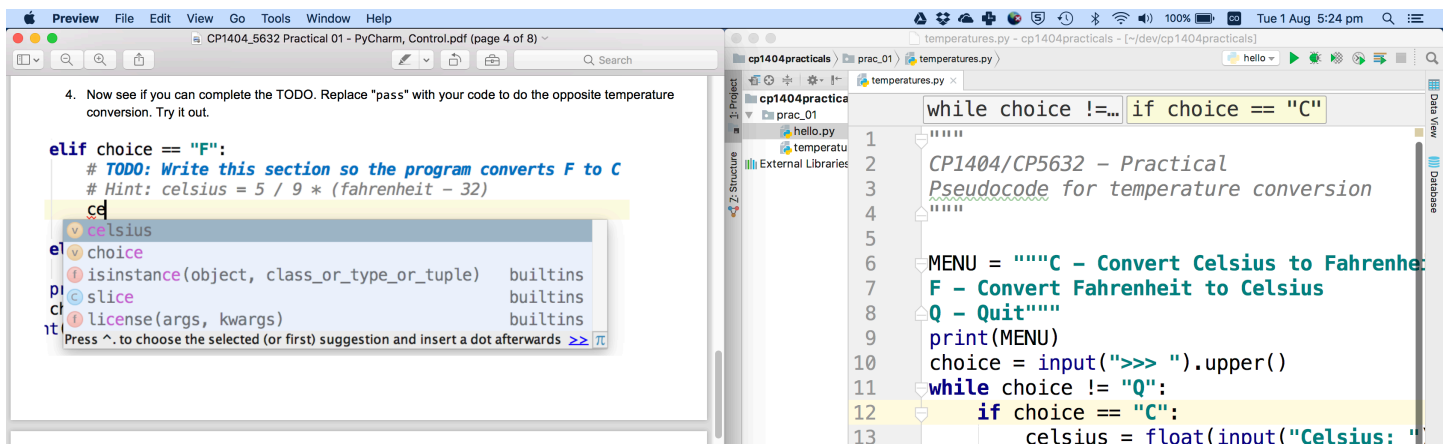 Preview File Edit View Go Tools Window Help 100% Tue 1 Aug 5:24 pm
CP1404_5632 Practical 01 - PyCharm, Control.pdf (page 4 of 8)
Search
4. Now see if you can complete the TODO. Replace "pass" with your code to do the opposite temperature
conversion. Try it out.
elif choice == "F":
# TODO: Write this section so the program converts F to C
# Hint: celsius = 5 / 9 * (fahrenheit - 32)
ce
celsius
el
choice
isinstance(object, class_or_type_or_tuple) builtins
pr
slice builtins
ch
license(args, kwargs) builtins
nt(
Press ^. to choose the selected (or first) suggestion and insert a dot afterwards >> π
temperatures.py - cp1404practicals - [~/dev/cp1404practicals]
cp1404practicals prac_01 temperatures.py hello
1: Project
Z: Structure
cp1404practica
prac_01
hello.py
temperatu
External Libraries
temperatures.py
while choice !=… if choice == "C"
1 """
2 CP1404/CP5632 - Practical
3 Pseudocode for temperature conversion
4 """
5
6 MENU = """C - Convert Celsius to Fahrenhei
7 F - Convert Fahrenheit to Celsius
8 Q - Quit"""
9 print(MENU)
10 choice = input(">>> ").upper()
11 while choice != "Q":
12 if choice == "C":
13 celsius = float(input("Celsius: "
Data View
Database